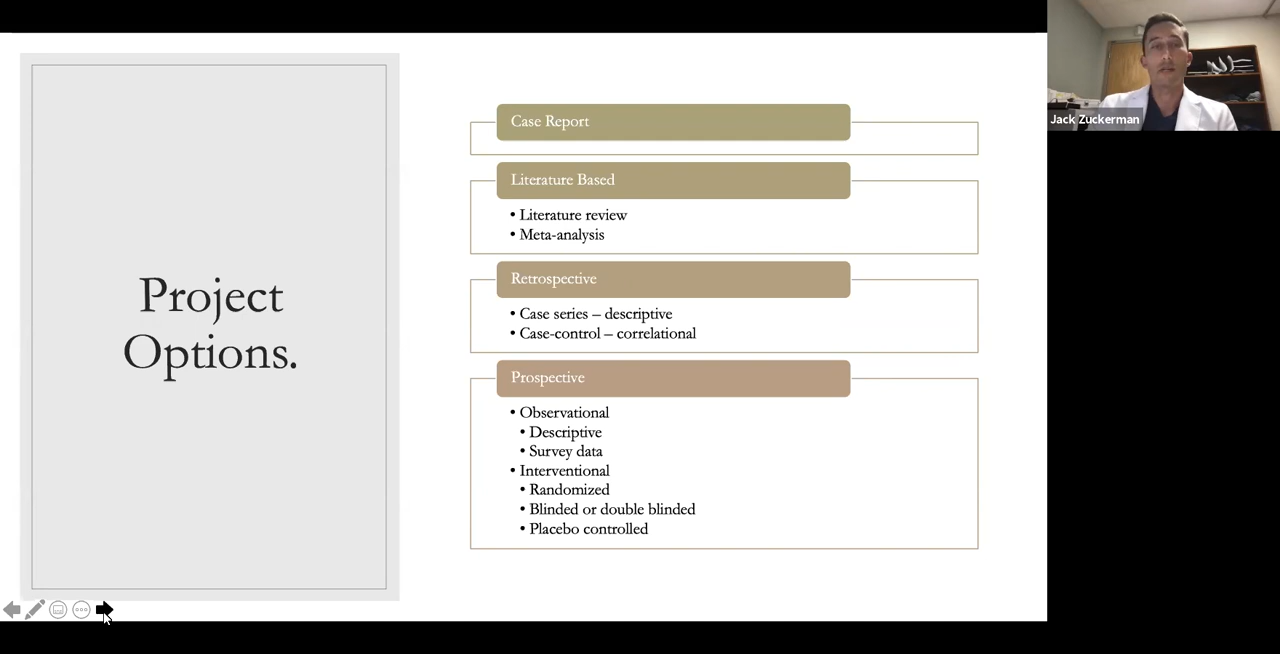 Project
Options.
Case Report
Literature Based
• Literature review
• Meta-analysis
Retrospective
• Case series – descriptive
• Case-control – correlational
Prospective
• Observational
• Descriptive
• Survey data
• Interventional
• Randomized
• Blinded or double blinded
• Placebo controlled
Jack Zuckerman